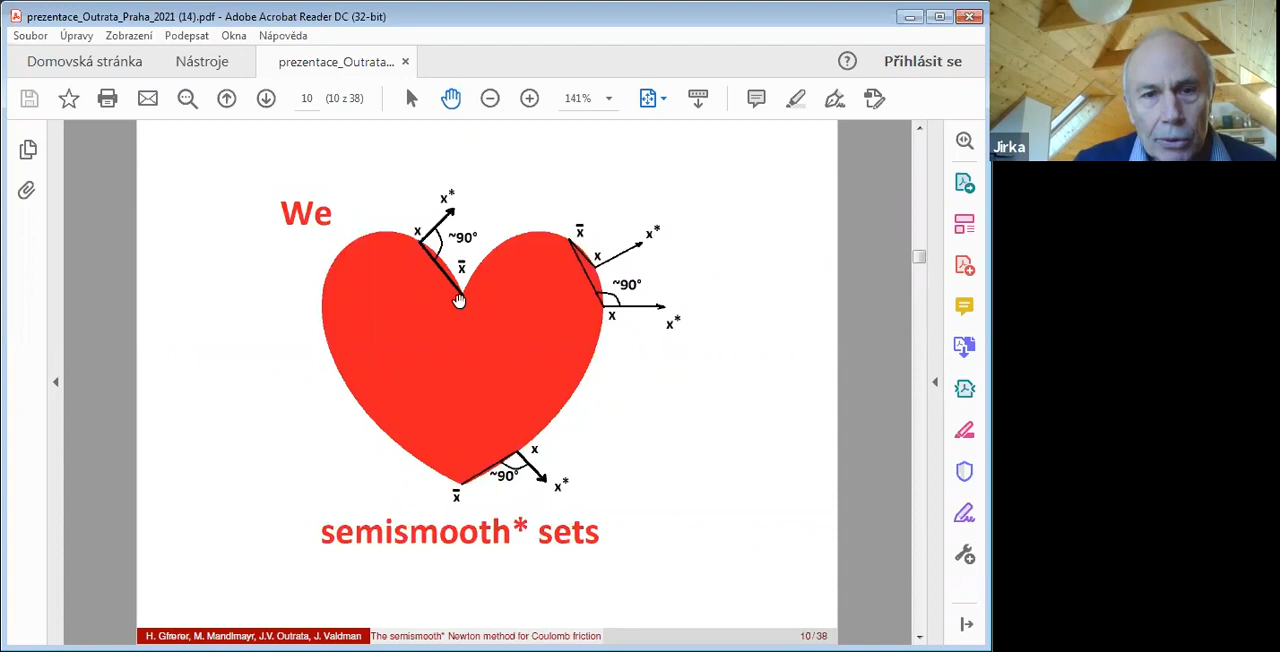 prezentace_Outrata_Praha_2021 (14).pdf - Adobe Acrobat Reader DC (32-bit)
Soubor Úpravy Zobrazení Podepsat Okna Nápověda
Domovská stránka Nástroje prezentace_Outrata... × Přihlásit se
10 (10 z 38) 141%
Jirka
We
x*
x
~90°
x̄
x̄
x
x*
~90°
x
x*
x
~90°
x*
x̄
semismooth* sets
H. Gfrerer, M. Mandlmayr, J.V. Outrata, J. Valdman The semismooth* Newton method for Coulomb friction 10/38